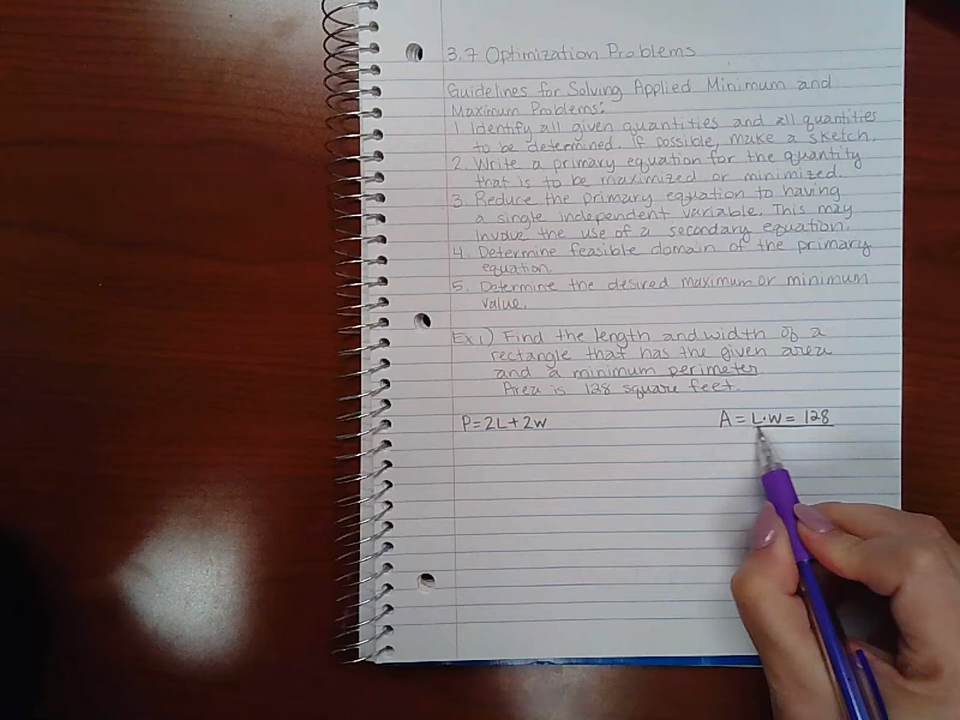 3.7 Optimization Problems
Guidelines for Solving Applied Minimum and
Maximum Problems:
1. Identify all given quantities and all quantities
to be determined. If possible, make a sketch.
2. Write a primary equation for the quantity
that is to be maximized or minimized.
3. Reduce the primary equation to having
a single independent variable. This may
involve the use of a secondary equation.
4. Determine feasible domain of the primary
equation.
5. Determine the desired maximum or minimum
value.
Ex 1) Find the length and width of a
rectangle that has the given area
and a minimum perimeter.
Area is 128 square feet.
P = 2L + 2W
A = L·W = 128